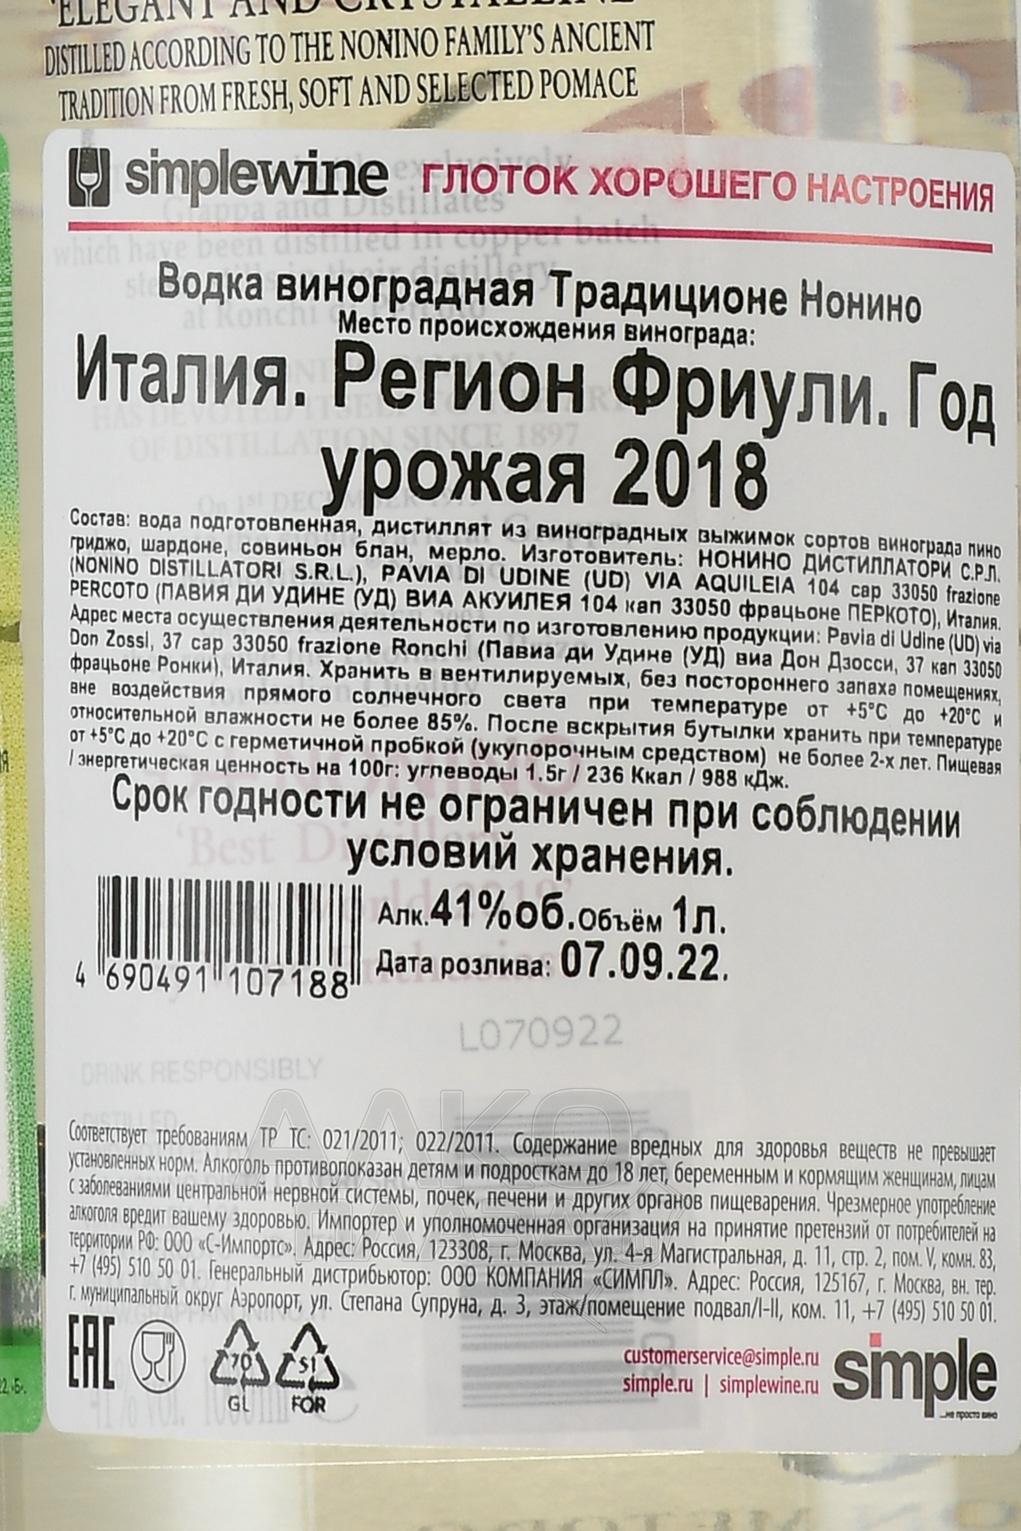 'ELEGANT AND CRYSTALLINE'
DISTILLED ACCORDING TO THE NONINO FAMILY'S ANCIENT
TRADITION FROM FRESH, SOFT AND SELECTED POMACE
simplewine ГЛОТОК ХОРОШЕГО НАСТРОЕНИЯ
Водка виноградная Традиционе Нонино
Место происхождения винограда:
Италия. Регион Фриули. Год
урожая 2018
Состав: вода подготовленная, дистиллят из виноградных выжимок сортов винограда пино
гриджо, шардоне, совиньон блан, мерло. Изготовитель: НОНИНО ДИСТИЛЛАТОРИ С.Р.Л.
(NONINO DISTILLATORI S.R.L.), PAVIA DI UDINE (UD) VIA AQUILEIA 104 cap 33050 frazione
PERCOTO (ПАВИЯ ДИ УДИНЕ (УД) ВИА АКУИЛЕЯ 104 кап 33050 фрацьоне ПЕРКОТО), Италия.
Адрес места осуществления деятельности по изготовлению продукции: Pavia di Udine (UD) via
Don Zossi, 37 cap 33050 frazione Ronchi (Павиа ди Удине (УД) виа Дон Дзосси, 37 кап 33050
фрацьоне Ронки), Италия. Хранить в вентилируемых, без постороннего запаха помещениях,
вне воздействия прямого солнечного света при температуре от +5°C до +20°C и
относительной влажности не более 85%. После вскрытия бутылки хранить при температуре
от +5°C до +20°C с герметичной пробкой (укупорочным средством) не более 2-х лет. Пищевая
/ энергетическая ценность на 100г: углеводы 1.5г / 236 Ккал / 988 кДж.
Срок годности не ограничен при соблюдении
условий хранения.
Алк.41%об.Объём 1л.
Дата розлива: 07.09.22.
4 690491 107188
L070922
DRINK RESPONSIBLY
Соответствует требованиям ТР ТС: 021/2011; 022/2011. Содержание вредных для здоровья веществ не превышает
установленных норм. Алкоголь противопоказан детям и подросткам до 18 лет, беременным и кормящим женщинам, лицам
с заболеваниями центральной нервной системы, почек, печени и других органов пищеварения. Чрезмерное употребление
алкоголя вредит вашему здоровью. Импортер и уполномоченная организация на принятие претензий от потребителей на
территории РФ: ООО «С-Импортс». Адрес: Россия, 123308, г. Москва, ул. 4-я Магистральная, д. 11, стр. 2, пом. V, комн. 83,
+7 (495) 510 50 01. Генеральный дистрибьютор: ООО КОМПАНИЯ «СИМПЛ». Адрес: Россия, 125167, г. Москва, вн. тер.
г. муниципальный округ Аэропорт, ул. Степана Супруна, д. 3, этаж/помещение подвал/I-II, ком. 11, +7 (495) 510 50 01.
EAC
70
GL
51
FOR
customerservice@simple.ru
simple.ru | simplewine.ru
simple
...не просто вино